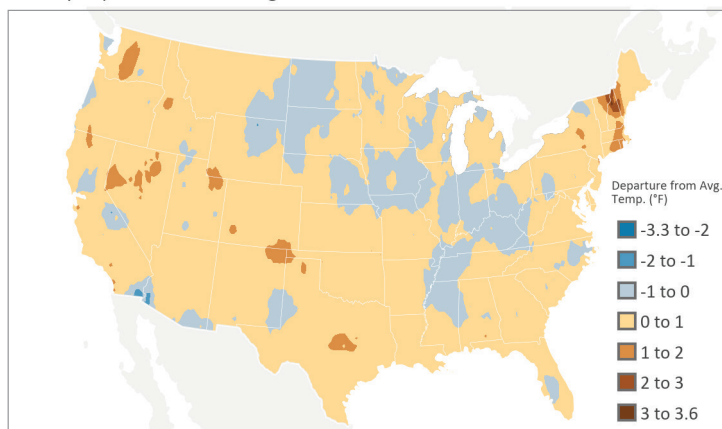 Departure from Avg.
Temp. (°F)
-3.3 to -2
-2 to -1
-1 to 0
0 to 1
1 to 2
2 to 3
3 to 3.6